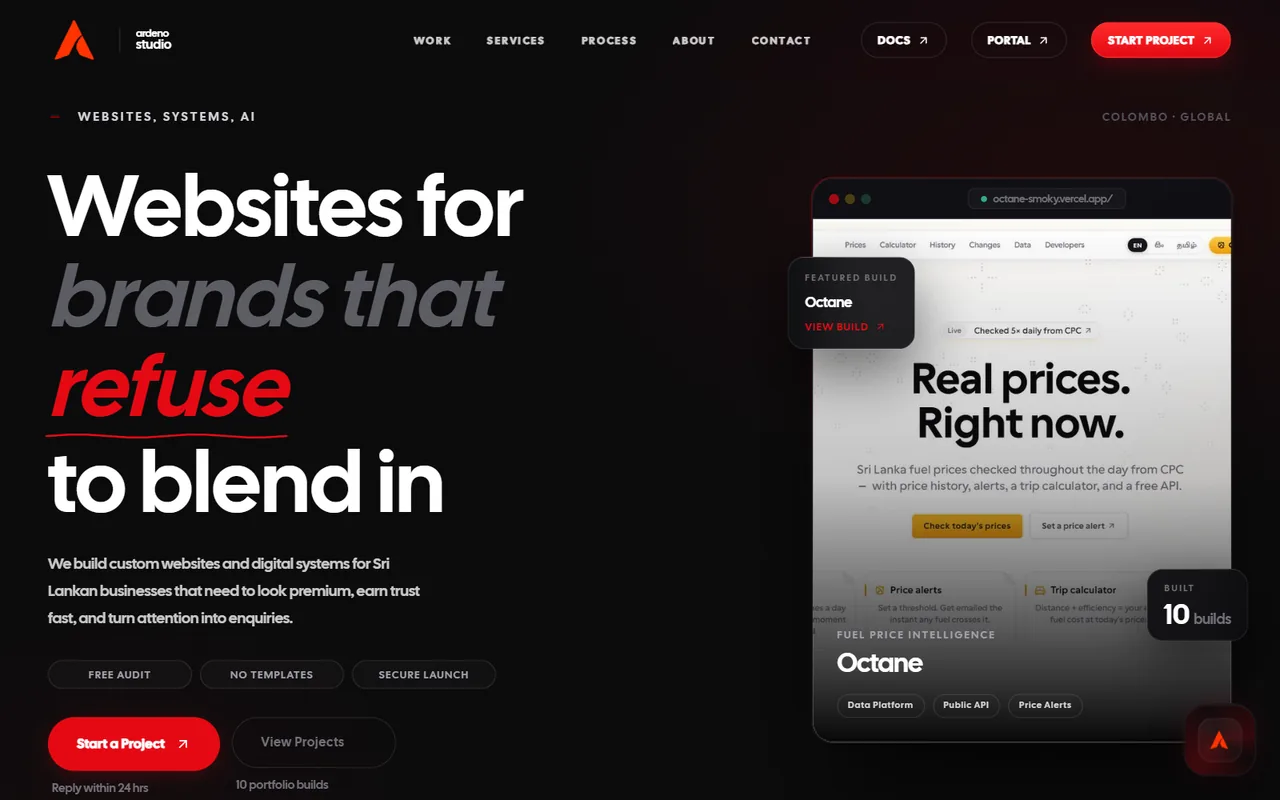 ardeno
studio
WORK SERVICES PROCESS ABOUT CONTACT DOCS PORTAL START PROJECT
WEBSITES, SYSTEMS, AI
COLOMBO · GLOBAL
Websites for
brands that
refuse
to blend in
We build custom websites and digital systems for Sri
Lankan businesses that need to look premium, earn trust
fast, and turn attention into enquiries.
FREE AUDIT NO TEMPLATES SECURE LAUNCH
Start a Project
View Projects
Reply within 24 hrs
10 portfolio builds
octane-smoky.vercel.app/
Prices Calculator History Changes Data Developers EN සිං தமிழ்
FEATURED BUILD
Octane
VIEW BUILD
Live Checked 5× daily from CPC
Real prices.
Right now.
Sri Lanka fuel prices checked throughout the day from CPC
— with price history, alerts, a trip calculator, and a free API.
Check today's prices Set a price alert
Price alerts
Set a threshold. Get emailed the
instant any fuel crosses it.
Trip calculator
Distance + efficiency
fuel cost at today's price.
BUILT
10 builds
FUEL PRICE INTELLIGENCE
Octane
Data Platform Public API Price Alerts